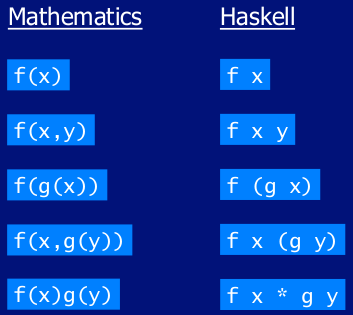 Mathematics Haskell
f(x) f x
f(x,y) f x y
f(g(x)) f (g x)
f(x,g(y)) f x (g y)
f(x)g(y) f x * g y